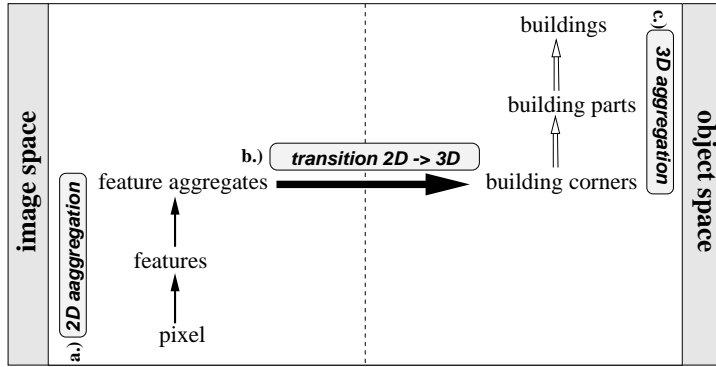 image space
a.) 2D aaggregation
pixel
features
feature aggregates
b.) transition 2D -> 3D
building corners
building parts
buildings
c.) 3D aggregation
object space